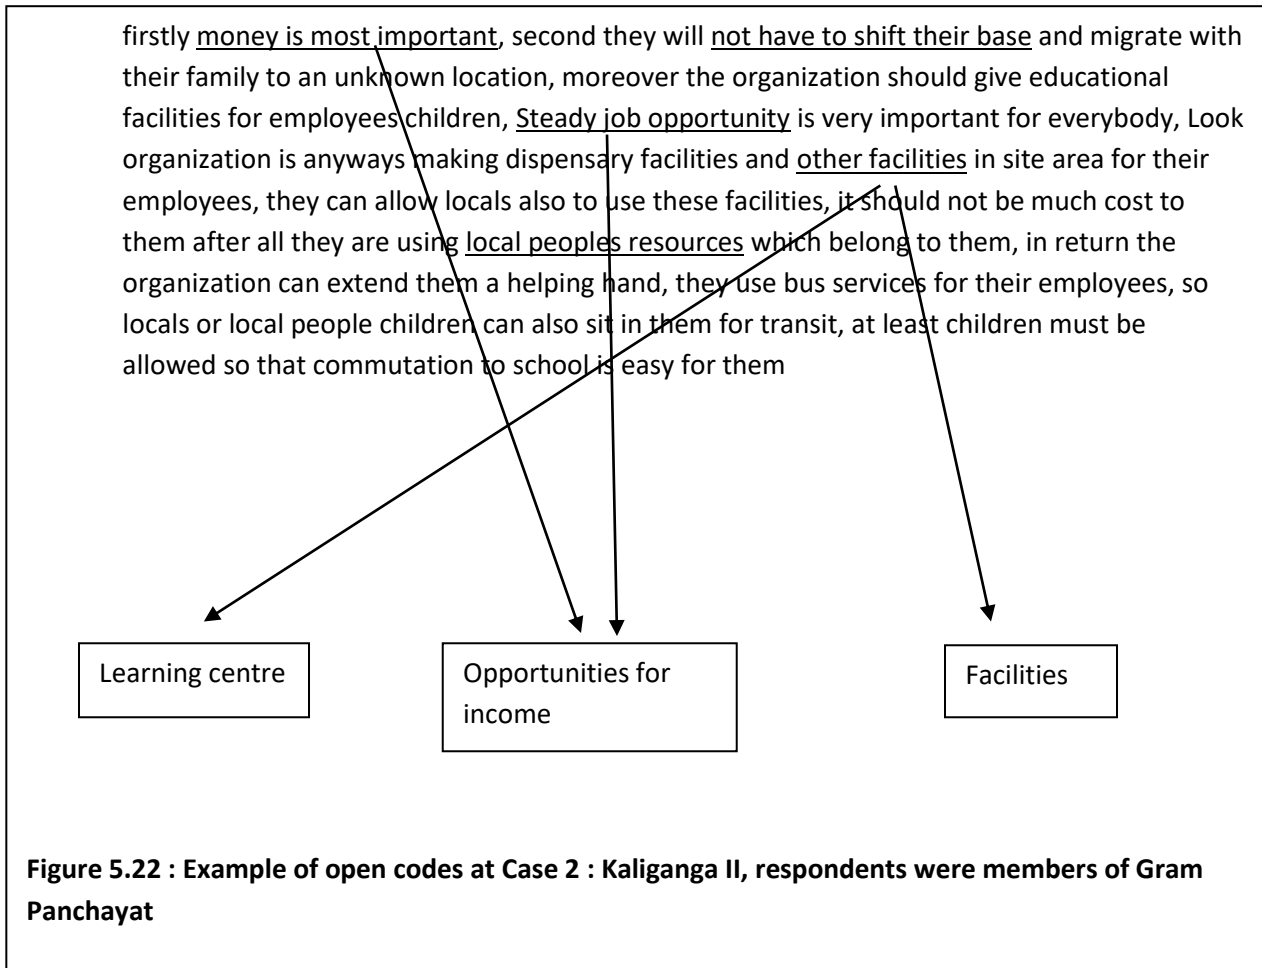 firstly money is most important, second they will not have to shift their base and migrate with
their family to an unknown location, moreover the organization should give educational
facilities for employees children, Steady job opportunity is very important for everybody, Look
organization is anyways making dispensary facilities and other facilities in site area for their
employees, they can allow locals also to use these facilities, it should not be much cost to
them after all they are using local peoples resources which belong to them, in return the
organization can extend them a helping hand, they use bus services for their employees, so
locals or local people children can also sit in them for transit, at least children must be
allowed so that commutation to school is easy for them
Learning centre
Opportunities for
income
Facilities
Figure 5.22 : Example of open codes at Case 2 : Kaliganga II, respondents were members of Gram
Panchayat